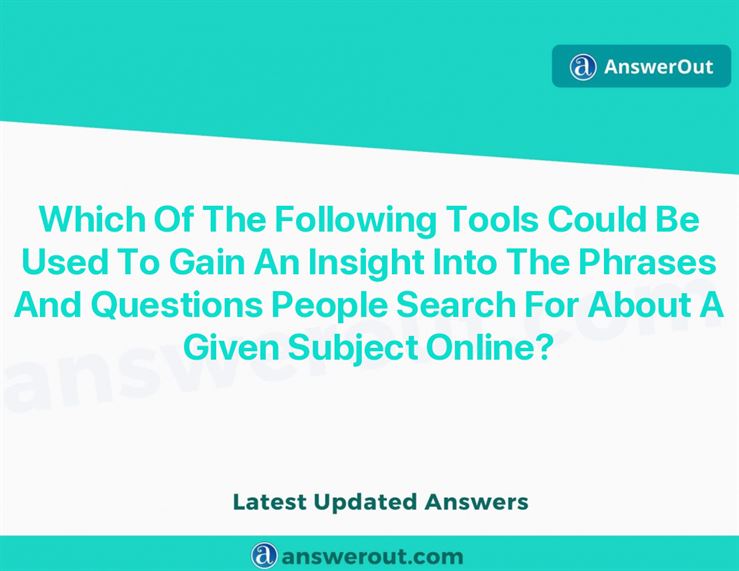 AnswerOut
Which Of The Following Tools Could Be
Used To Gain An Insight Into The Phrases
And Questions People Search For About A
Given Subject Online?
answerout.com
Latest Updated Answers
answerout.com